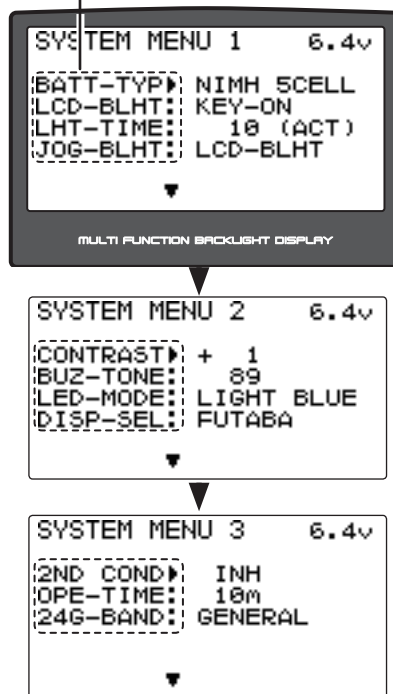 SYSTEM MENU 1 6.4v
BATT-TYP▶ NIMH 5CELL
LCD-BLHT: KEY-ON
LHT-TIME: 10 (ACT)
JOG-BLHT: LCD-BLHT
▼
MULTI FUNCTION BACKLIGHT DISPLAY
SYSTEM MENU 2 6.4v
CONTRAST▶ + 1
BUZ-TONE: 89
LED-MODE: LIGHT BLUE
DISP-SEL: FUTABA
▼
SYSTEM MENU 3 6.4v
2ND COND▶ INH
OPE-TIME: 10m
24G-BAND: GENERAL
▼